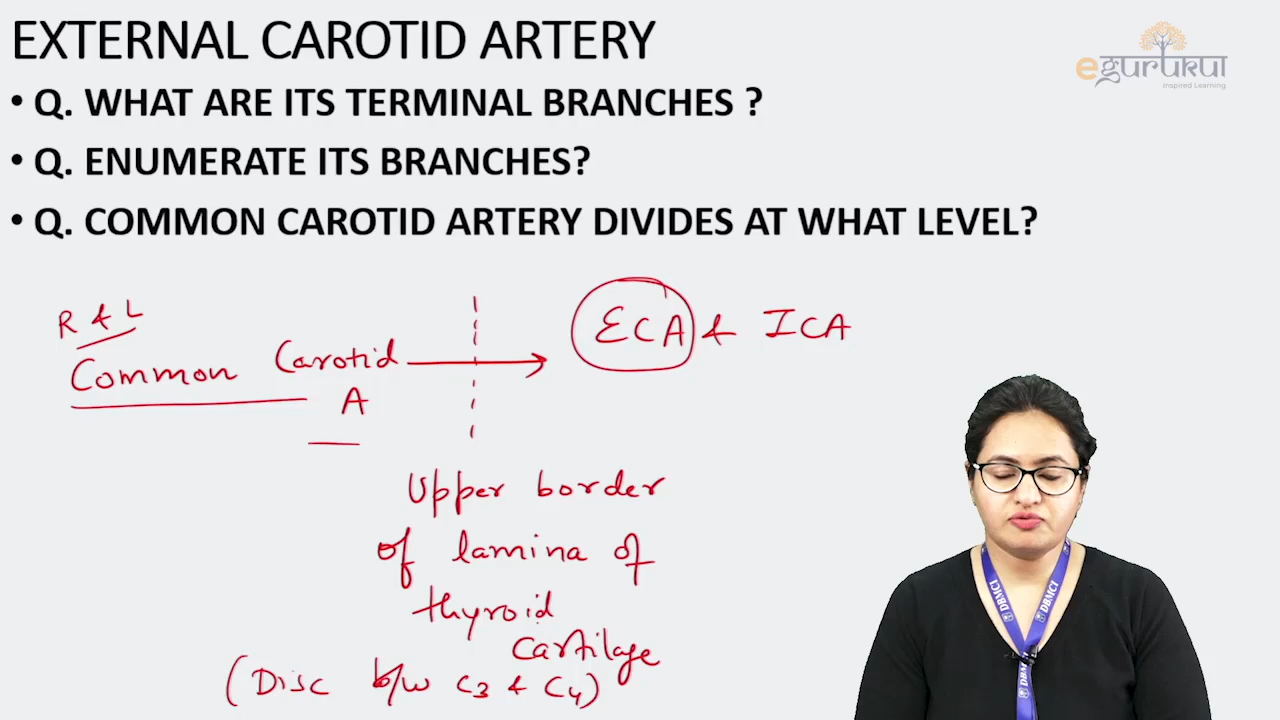 EXTERNAL CAROTID ARTERY
egurukul
Inspired Learning
• Q. WHAT ARE ITS TERMINAL BRANCHES ?
• Q. ENUMERATE ITS BRANCHES?
• Q. COMMON CAROTID ARTERY DIVIDES AT WHAT LEVEL?
R & L
Common Carotid
A
ECA & ICA
Upper border
of lamina of
thyroid
cartilage
(Disc b/w C3 & C4)
DBMCI
DBMCI